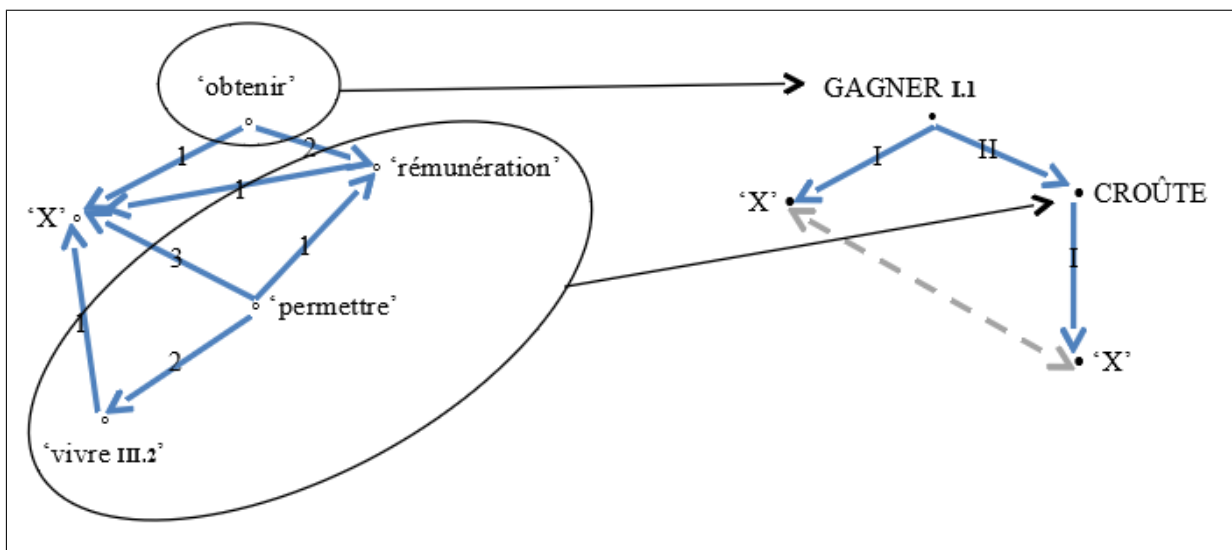 ‘obtenir’
1
2
‘rémunération’
1
‘X’
3
1
‘permettre’
1
2
‘vivre III.2’
GAGNER I.1
I
II
‘X’
CROÛTE
I
‘X’